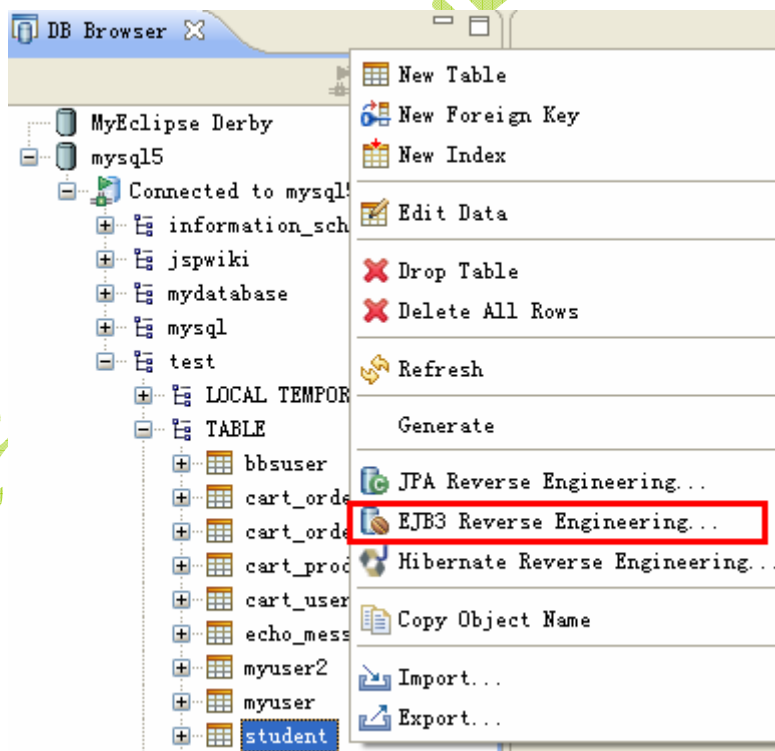 DB Browser
MyEclipse Derby
mysql5
Connected to mysql5
information_sch
jspwiki
mydatabase
mysql
test
LOCAL TEMPOR
TABLE
bbsuser
cart_orde
cart_orde
cart_prod
cart_user
echo_mess
myuser2
myuser
student
New Table
New Foreign Key
New Index
Edit Data
Drop Table
Delete All Rows
Refresh
Generate
JPA Reverse Engineering...
EJB3 Reverse Engineering...
Hibernate Reverse Engineering...
Copy Object Name
Import...
Export...